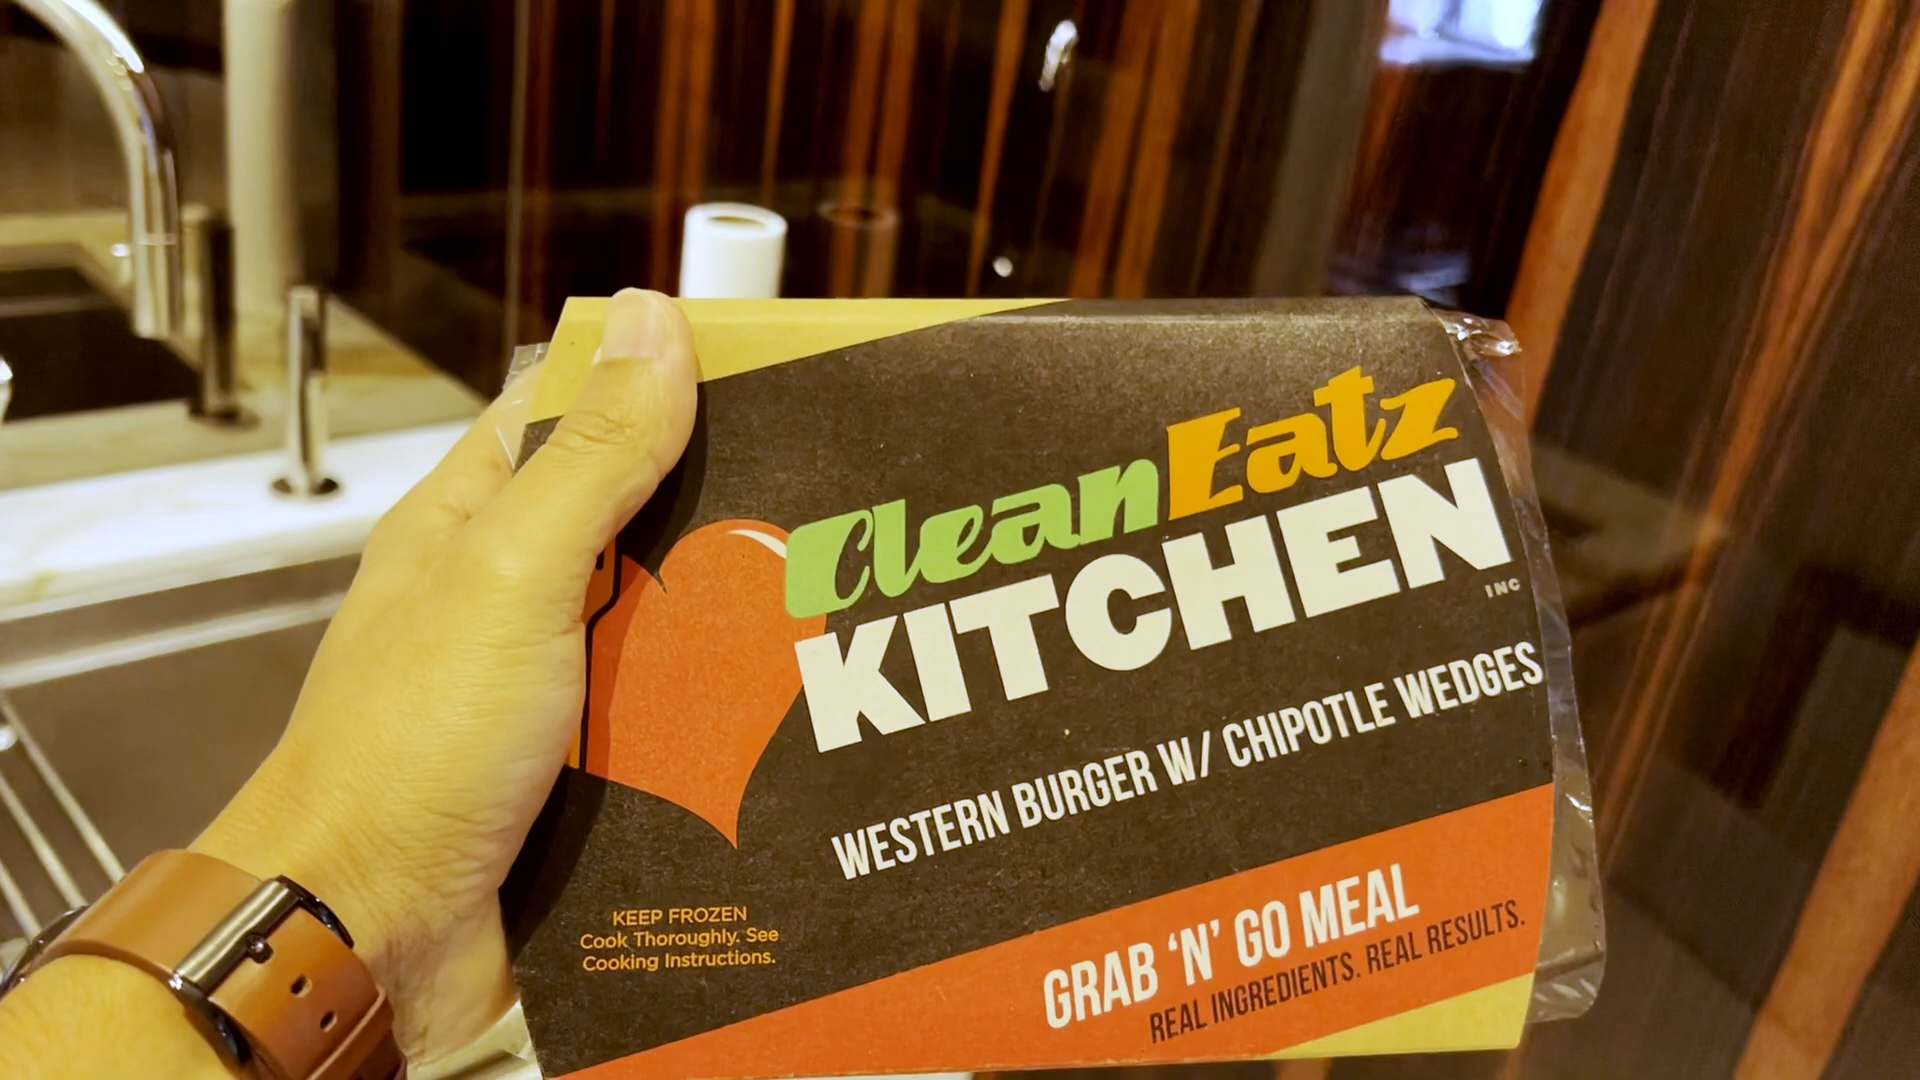 Clean Eatz
KITCHEN
INC
WESTERN BURGER W/ CHIPOTLE WEDGES
KEEP FROZEN
Cook Thoroughly. See
Cooking Instructions.
GRAB ‘N’ GO MEAL
REAL INGREDIENTS. REAL RESULTS.